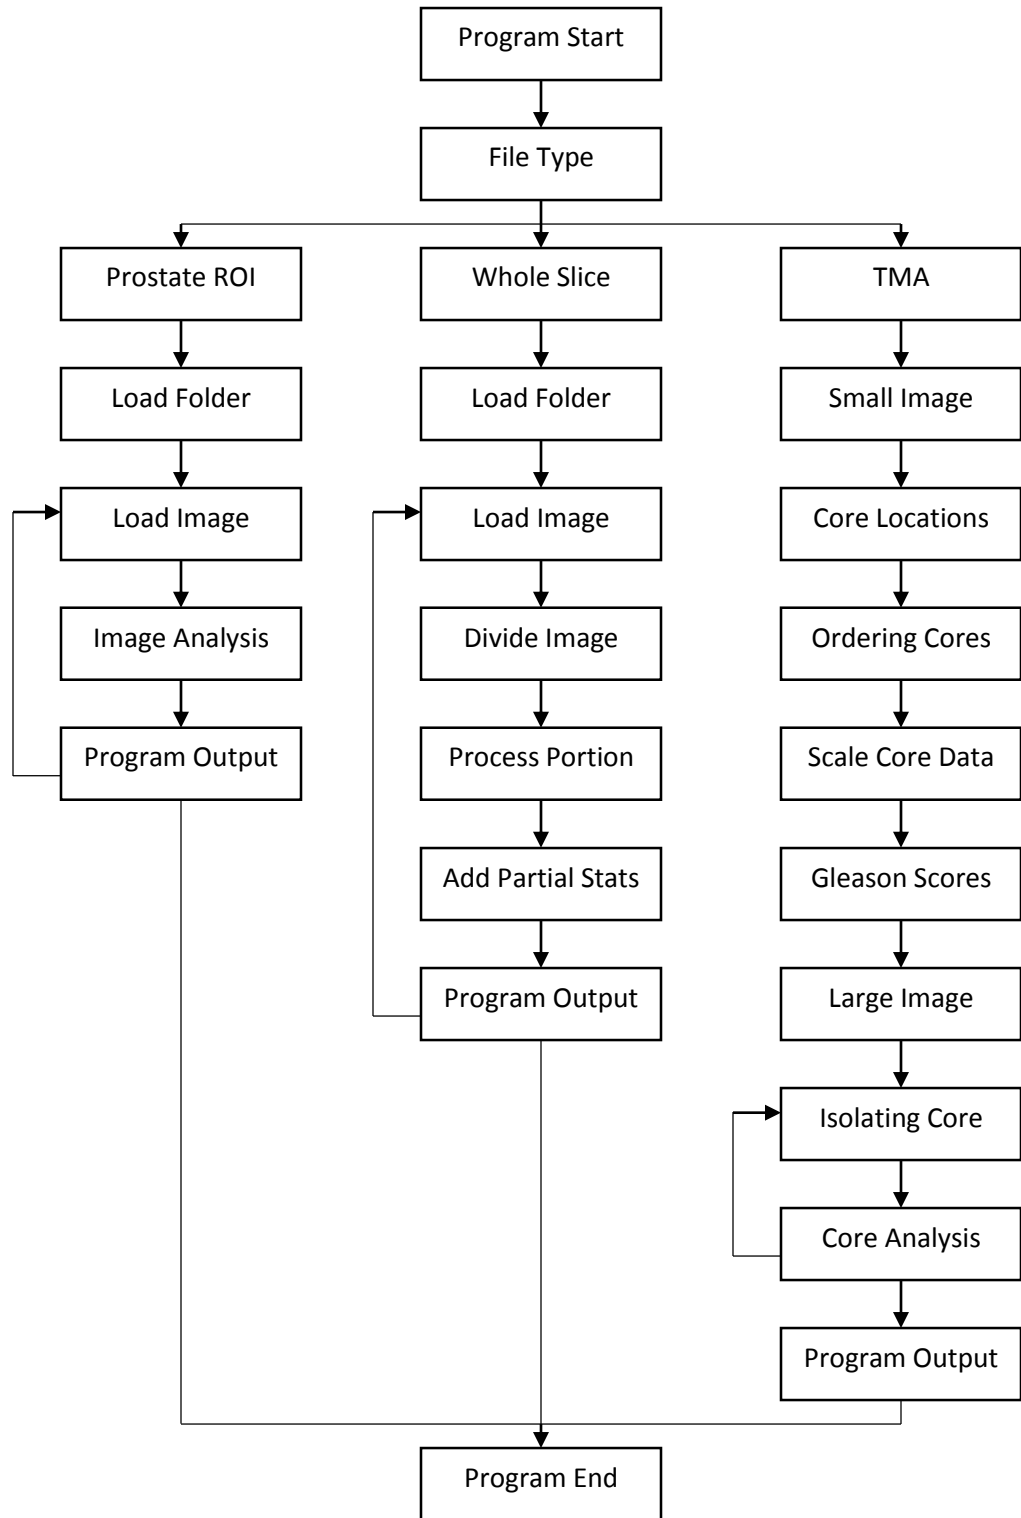 Program Start
File Type
Prostate ROI
Whole Slice
TMA
Load Folder
Load Folder
Small Image
Load Image
Load Image
Core Locations
Image Analysis
Divide Image
Ordering Cores
Program Output
Process Portion
Scale Core Data
Add Partial Stats
Gleason Scores
Program Output
Large Image
Isolating Core
Core Analysis
Program Output
Program End